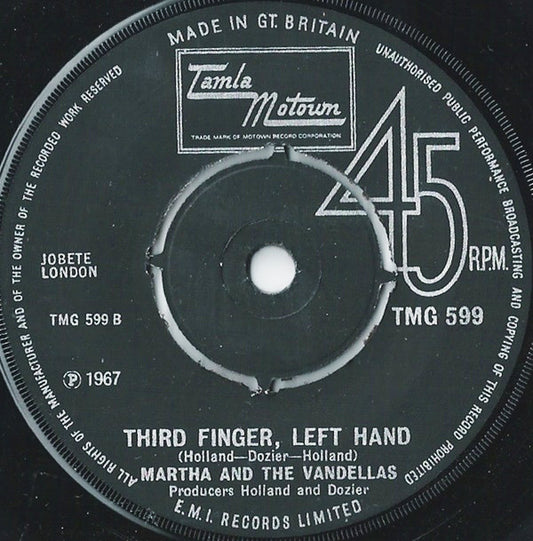 MADE IN GT. BRITAIN
Tamla
Motown
TRADE MARK OF MOTOWN RECORD CORPORATION
45
R.P.M.
JOBETE
LONDON
TMG 599 B
TMG 599
Ⓟ 1967
THIRD FINGER, LEFT HAND
(Holland—Dozier—Holland)
MARTHA AND THE VANDELLAS
Producers Holland and Dozier
E.M.I. RECORDS LIMITED
ALL RIGHTS OF THE MANUFACTURER AND OF THE OWNER OF THE RECORDED WORK RESERVED
UNAUTHORISED PUBLIC PERFORMANCE BROADCASTING AND COPYING OF THIS RECORD PROHIBITED